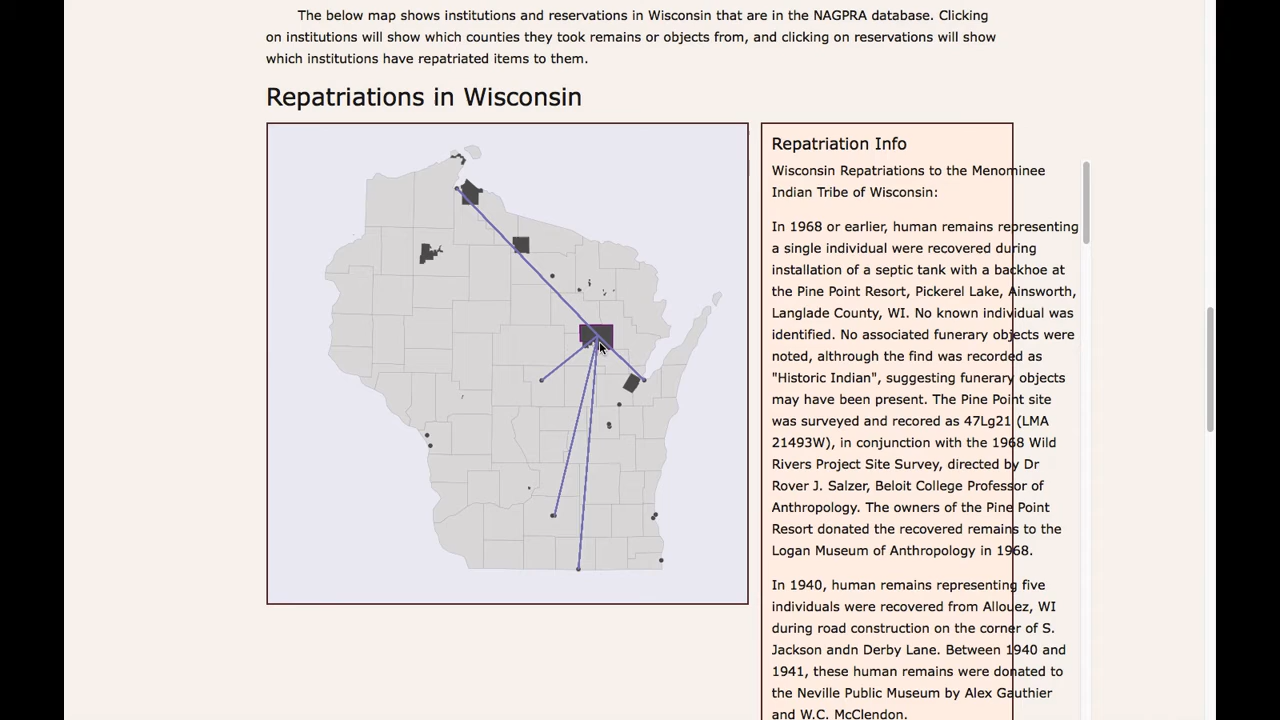 The below map shows institutions and reservations in Wisconsin that are in the NAGPRA database. Clicking
on institutions will show which counties they took remains or objects from, and clicking on reservations will show
which institutions have repatriated items to them.
Repatriations in Wisconsin
Repatriation Info
Wisconsin Repatriations to the Menominee
Indian Tribe of Wisconsin:
In 1968 or earlier, human remains representing
a single individual were recovered during
installation of a septic tank with a backhoe at
the Pine Point Resort, Pickerel Lake, Ainsworth,
Langlade County, WI. No known individual was
identified. No associated funerary objects were
noted, although the find was recorded as
"Historic Indian", suggesting funerary objects
may have been present. The Pine Point site
was surveyed and recored as 47Lg21 (LMA
21493W), in conjunction with the 1968 Wild
Rivers Project Site Survey, directed by Dr
Rover J. Salzer, Beloit College Professor of
Anthropology. The owners of the Pine Point
Resort donated the recovered remains to the
Logan Museum of Anthropology in 1968.
In 1940, human remains representing five
individuals were recovered from Allouez, WI
during road construction on the corner of S.
Jackson andn Derby Lane. Between 1940 and
1941, these human remains were donated to
the Neville Public Museum by Alex Gauthier
and W.C. McClendon.